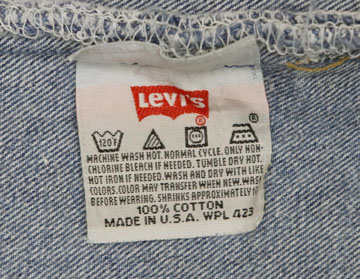 Levi's
®
120F
MACHINE WASH HOT. NORMAL CYCLE. ONLY NON-
CHLORINE BLEACH IF NEEDED. TUMBLE DRY HOT.
HOT IRON IF NEEDED. WASH AND DRY WITH LIKE
COLORS. COLOR MAY TRANSFER WHEN NEW. WASH
BEFORE WEARING. SHRINKS APPROXIMATELY
100% COTTON
MADE IN U.S.A. WPL 423